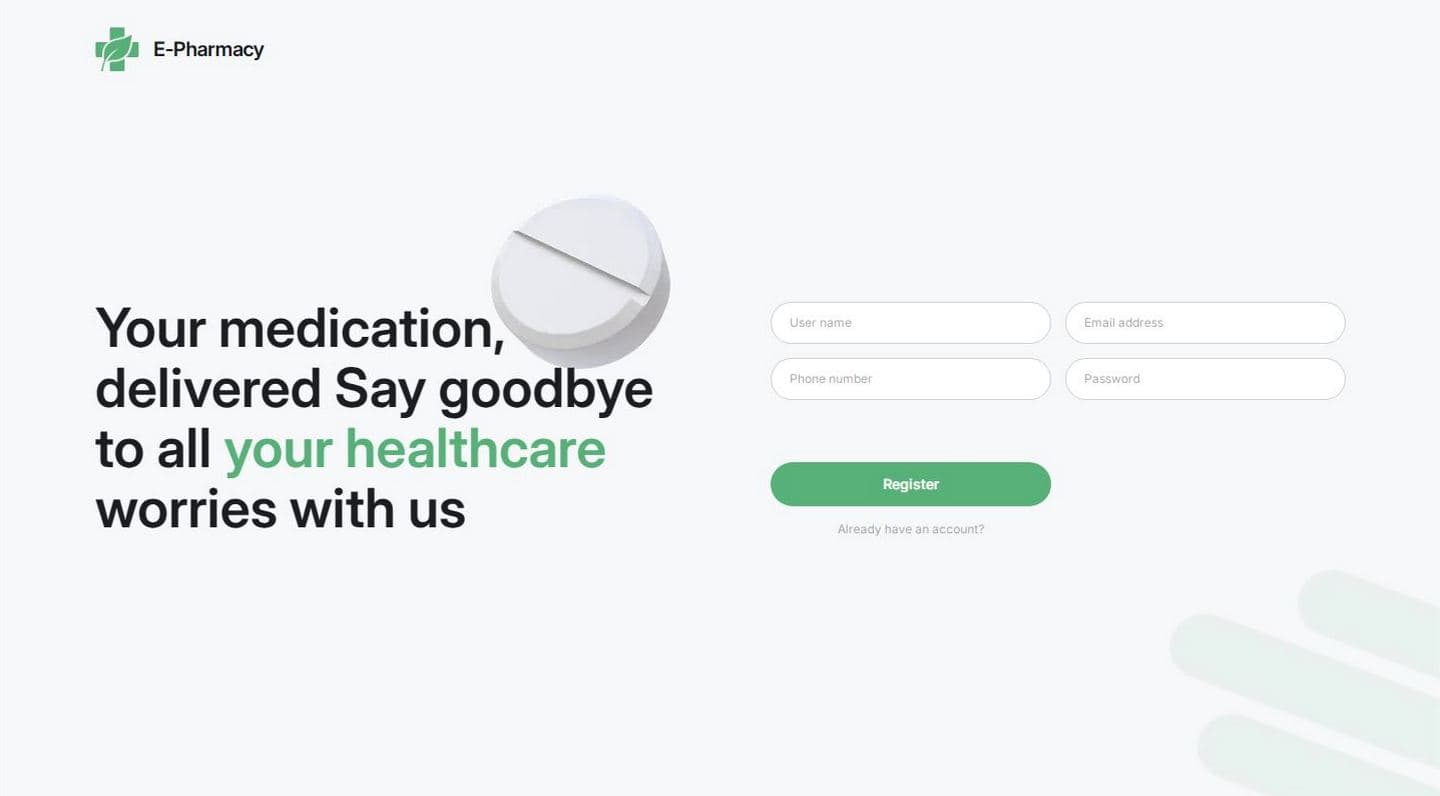 E-Pharmacy
Your medication,
delivered Say goodbye
to all your healthcare
worries with us
User name
Email address
Phone number
Password
Register
Already have an account?